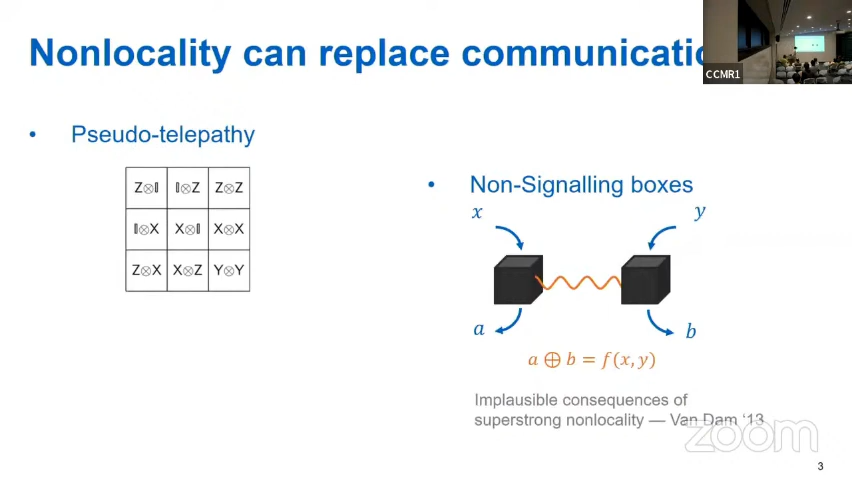 Nonlocality can replace communicatio
CCMR1
• Pseudo-telepathy
Z⊗𝕀 𝕀⊗Z Z⊗Z
𝕀⊗X X⊗𝕀 X⊗X
Z⊗X X⊗Z Y⊗Y
• Non-Signalling boxes
x y
a b
a ⊕ b = f(x, y)
Implausible consequences of
superstrong nonlocality — Van Dam ‘13
zoom
3